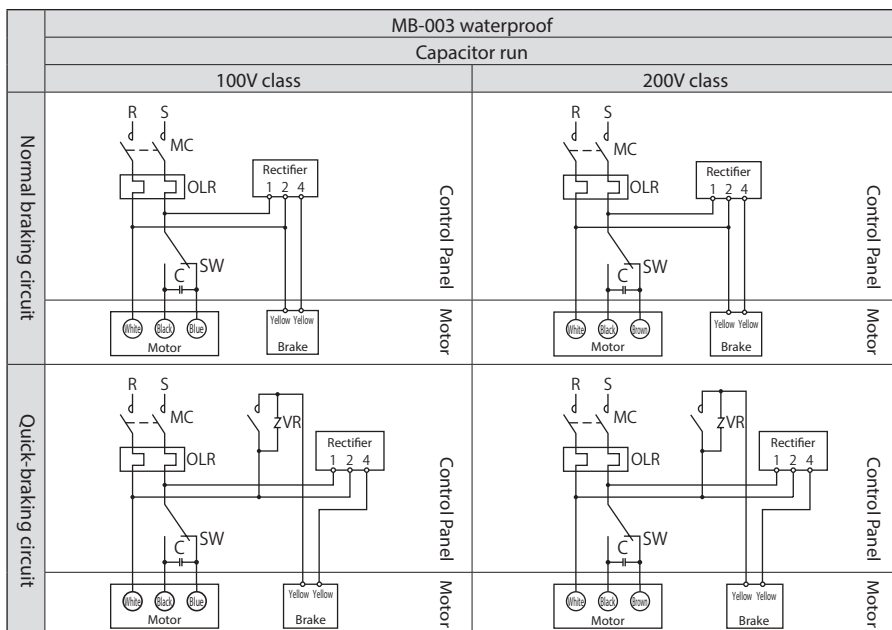 MB-003 waterproof
Capacitor run
100V class
200V class
Normal braking circuit
R S
MC
OLR
Rectifier
1 2 4
SW
C
Control Panel
White Black Blue
Motor
Yellow Yellow
Brake
Motor
R S
MC
OLR
Rectifier
1 2 4
SW
C
Control Panel
White Black Brown
Motor
Yellow Yellow
Brake
Motor
Quick-braking circuit
R S
MC
VR
OLR
Rectifier
1 2 4
SW
C
Control Panel
White Black Blue
Motor
Yellow Yellow
Brake
Motor
R S
MC
VR
OLR
Rectifier
1 2 4
SW
C
Control Panel
White Black Brown
Motor
Yellow Yellow
Brake
Motor